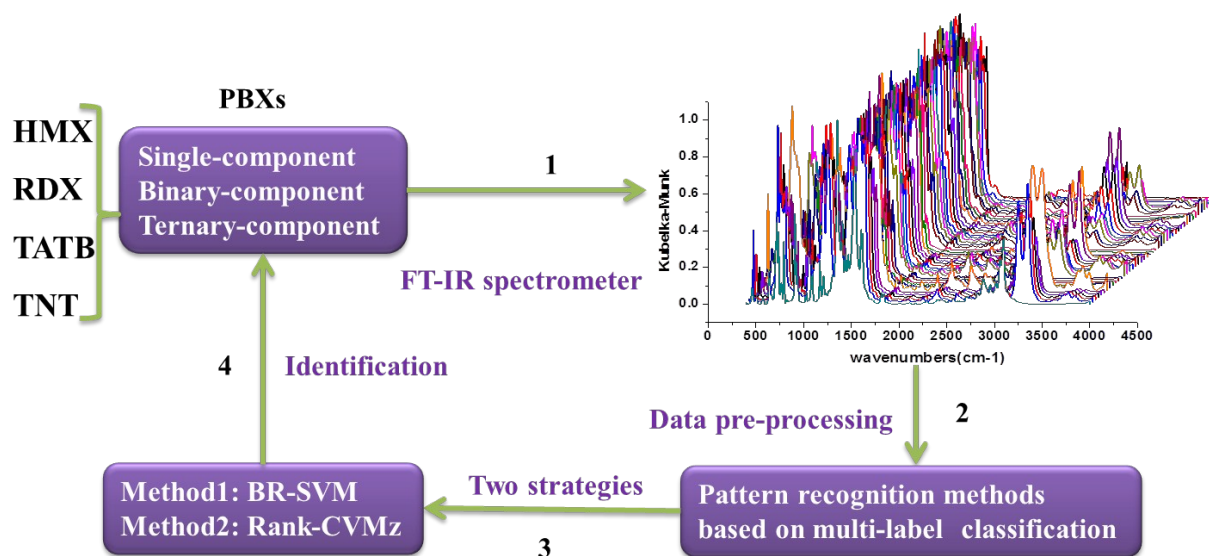 PBXs
HMX
RDX
TATB
TNT
Single-component
Binary-component
Ternary-component
1
FT-IR spectrometer
Kubelka-Munk
1.0
0.8
0.6
0.4
0.2
0.0
0 500 1000 1500 2000 2500 3000 3500 4000 4500
wavenumbers(cm-1)
2
Data pre-processing
Pattern recognition methods
based on multi-label classification
Two strategies
3
Method1: BR-SVM
Method2: Rank-CVMz
4
Identification